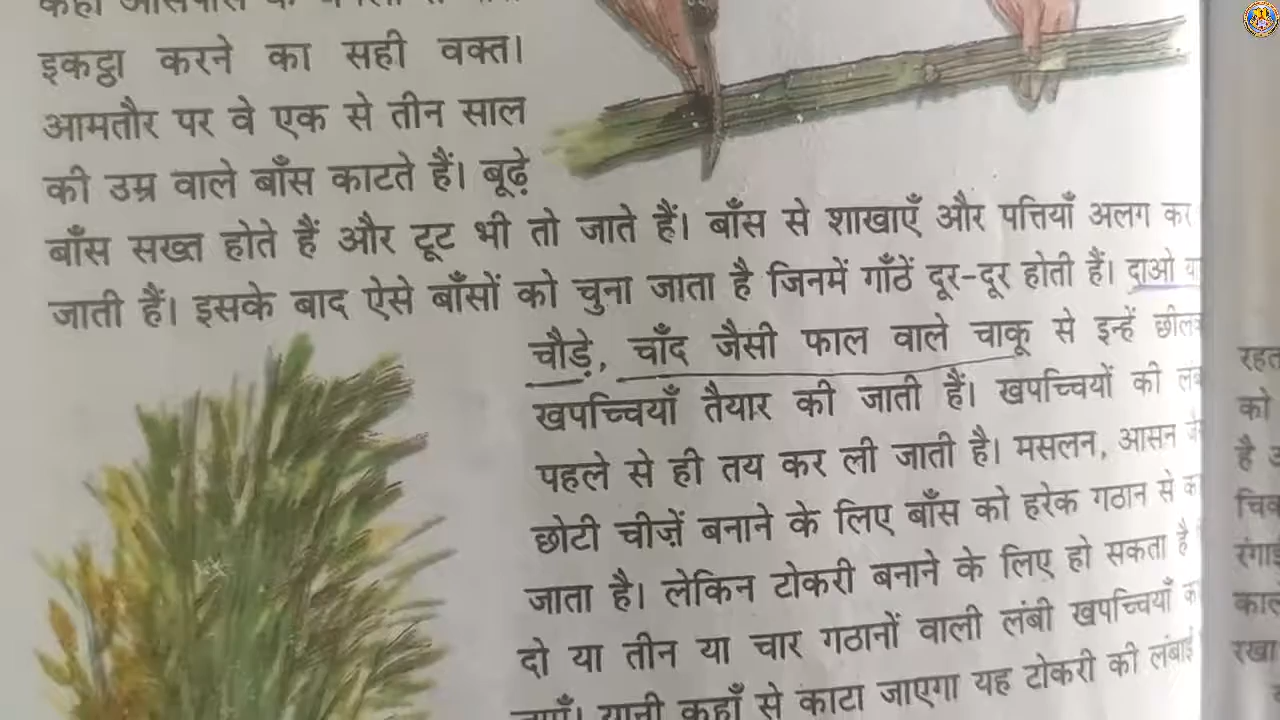 इकट्ठा करने का सही वक्त।
आमतौर पर वे एक से तीन साल
की उम्र वाले बाँस काटते हैं। बूढ़े
बाँस सख्त होते हैं और टूट भी तो जाते हैं। बाँस से शाखाएँ और पत्तियाँ अलग कर
जाती हैं। इसके बाद ऐसे बाँसों को चुना जाता है जिनमें गाँठें दूर-दूर होती हैं। दाओ
चौड़े, चाँद जैसी फाल वाले चाकू से इन्हें
खपच्चियाँ तैयार की जाती हैं। खपच्चियों की
पहले से ही तय कर ली जाती है। मसलन, आसन
छोटी चीज़ें बनाने के लिए बाँस को हरेक गठान से
जाता है। लेकिन टोकरी बनाने के लिए हो सकता है
दो या तीन या चार गठानों वाली लंबी खपच्चियाँ
यानी कहाँ से काटा जाएगा यह टोकरी की लंबाई
को
है
रखा